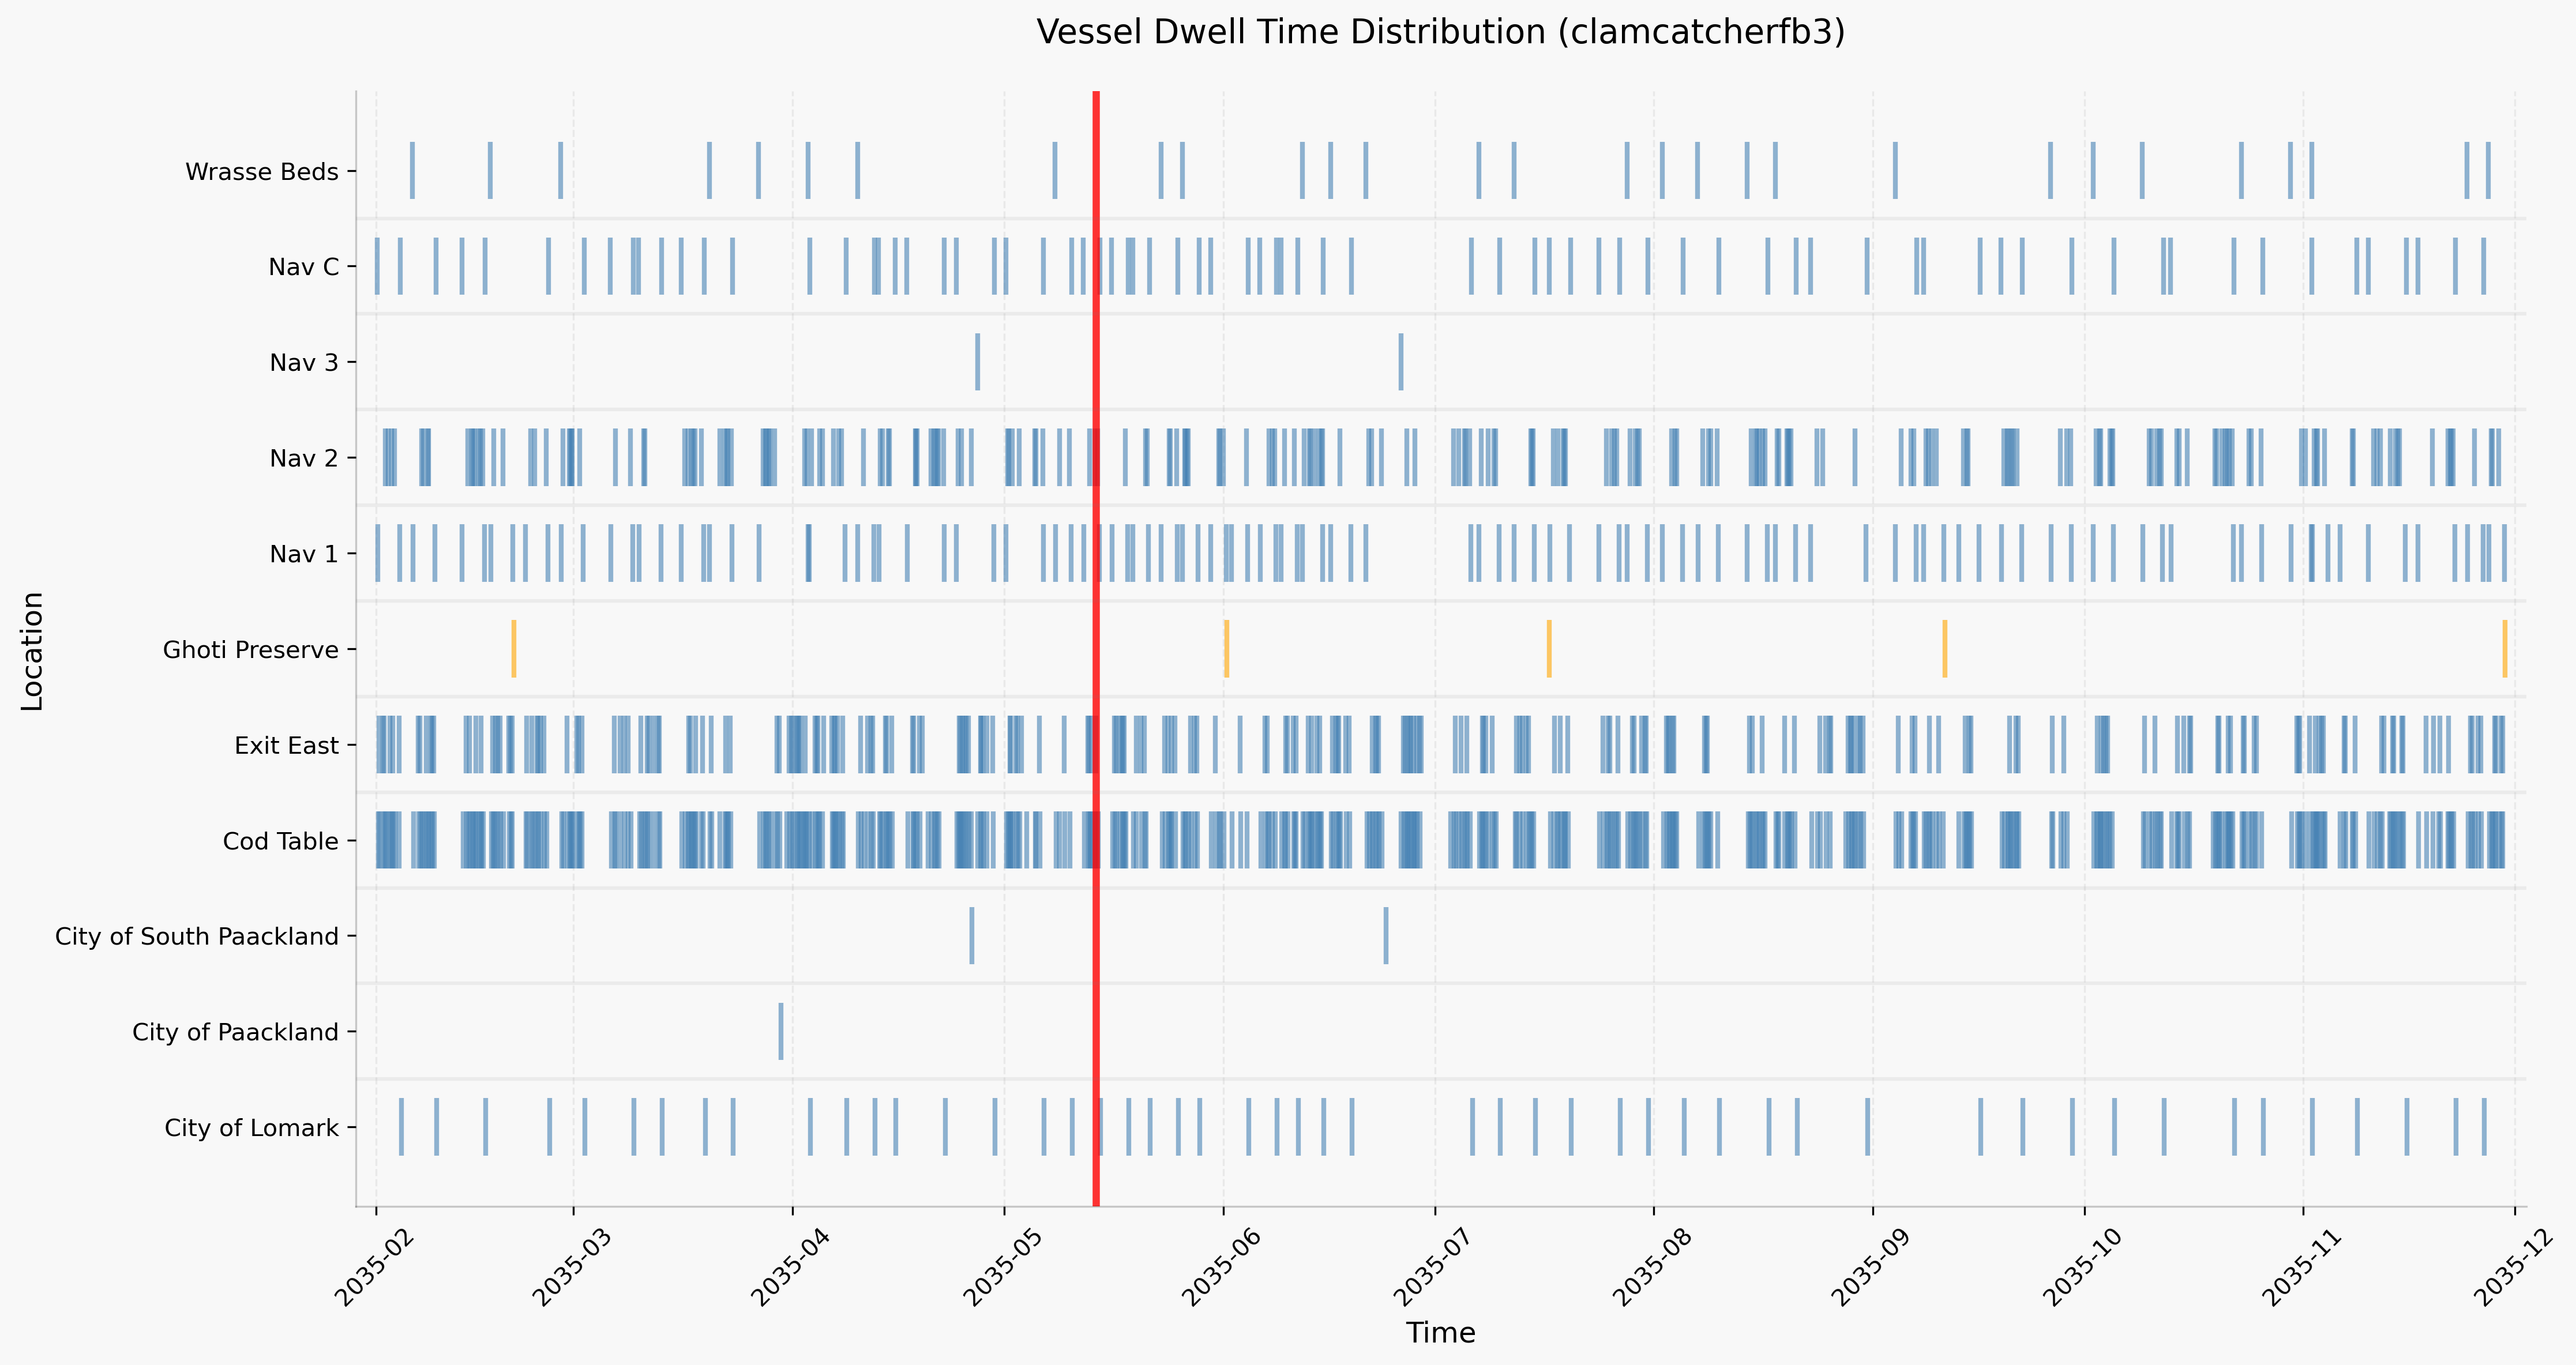 Vessel Dwell Time Distribution (clamcatcherfb3)
Location
Wrasse Beds
Nav C
Nav 3
Nav 2
Nav 1
Ghoti Preserve
Exit East
Cod Table
City of South Paackland
City of Paackland
City of Lomark
2035-02
2035-03
2035-04
2035-05
2035-06
2035-07
2035-08
2035-09
2035-10
2035-11
2035-12
Time